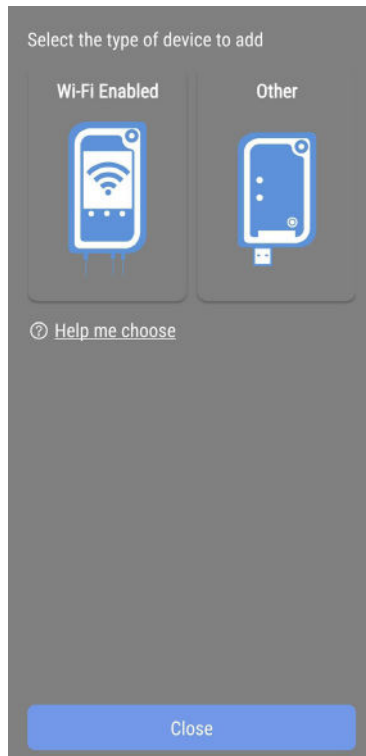 Select the type of device to add
Wi-Fi Enabled
Other
Help me choose
Close